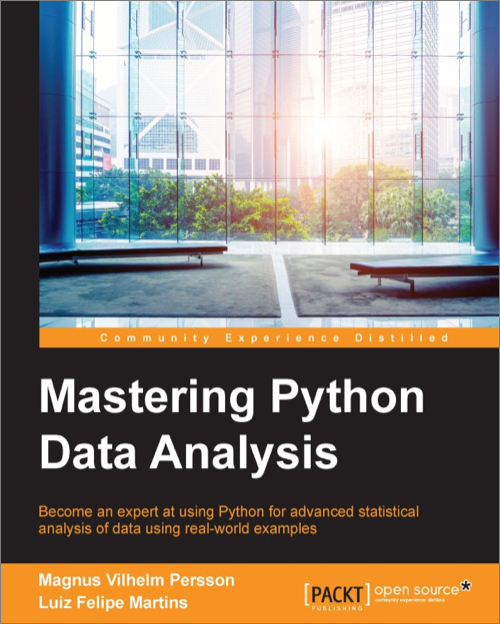 Community Experience Distilled
Mastering Python
Data Analysis
Become an expert at using Python for advanced statistical
analysis of data using real-world examples
Magnus Vilhelm Persson
Luiz Felipe Martins
[PACKT]
PUBLISHING
open source*
community experience distilled